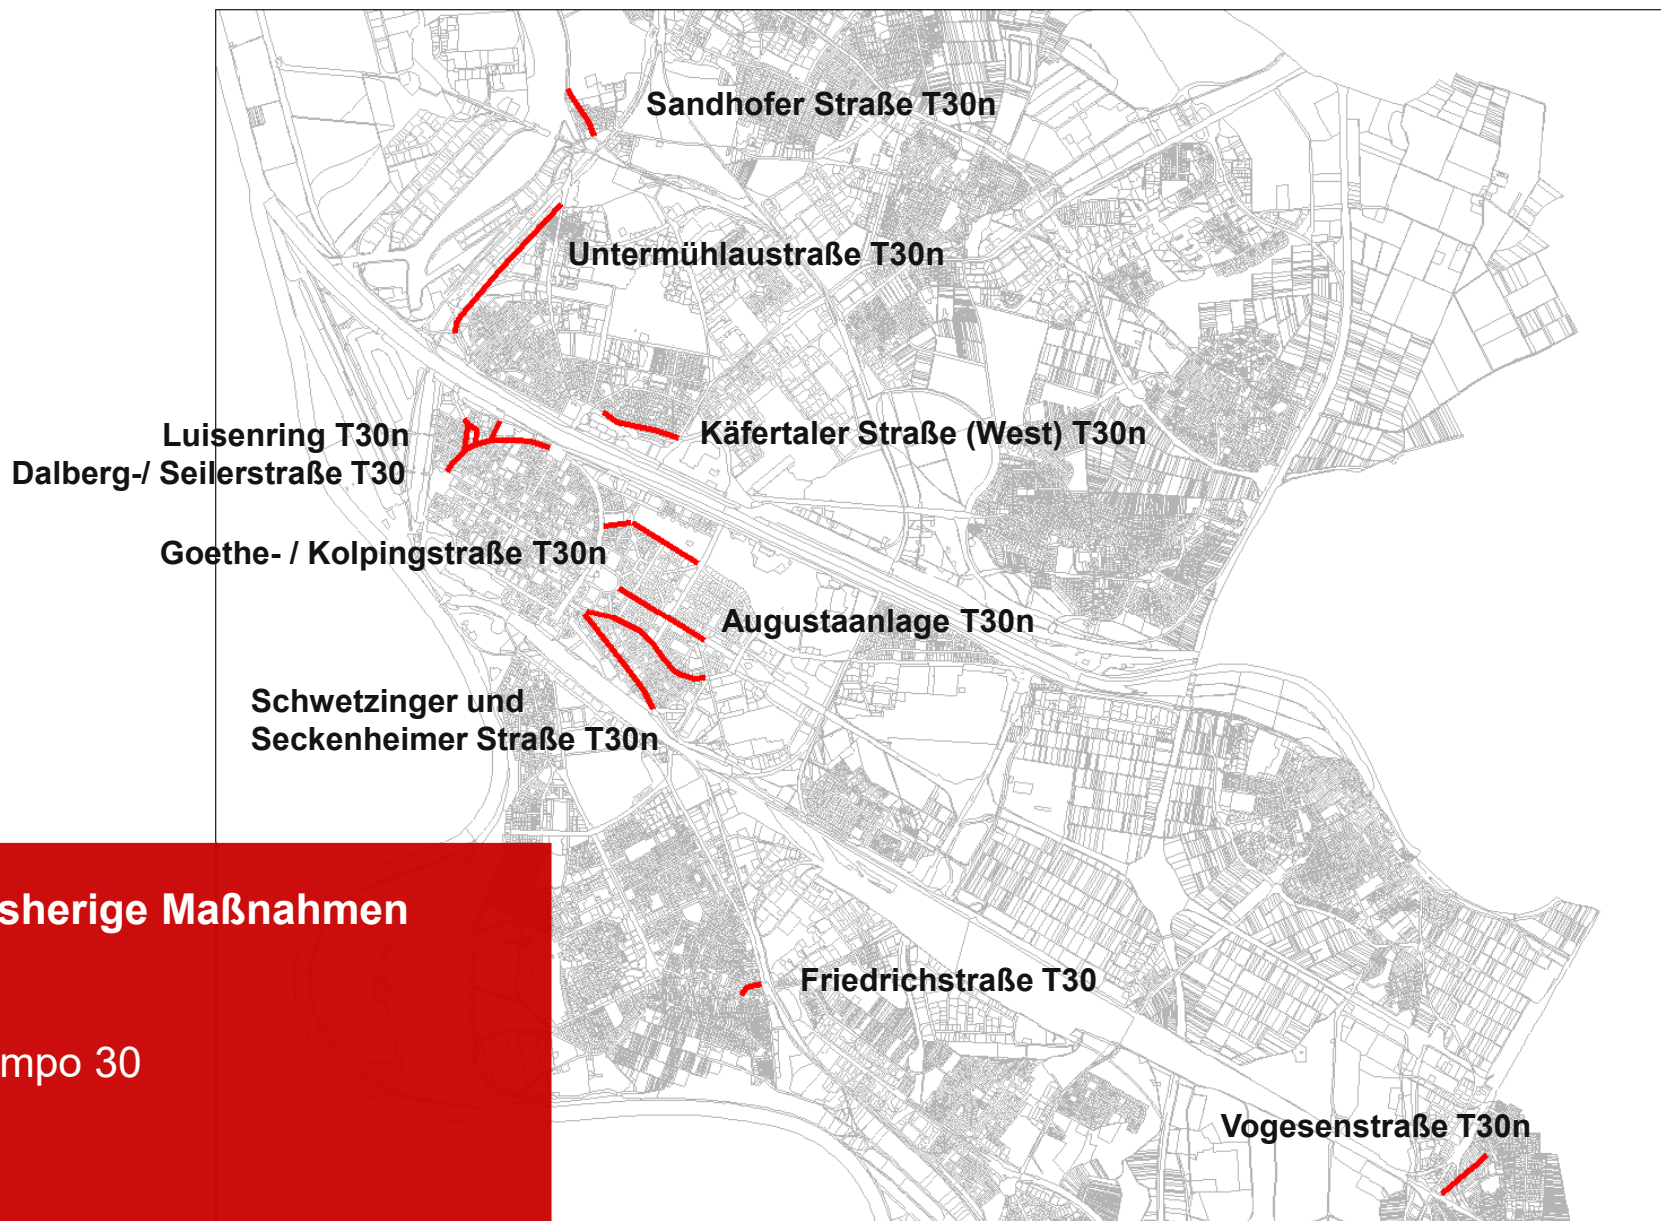 Sandhofer Straße T30n
Untermühlaustraße T30n
Luisenring T30n
Dalberg-/ Seilerstraße T30
Käfertaler Straße (West) T30n
Goethe- / Kolpingstraße T30n
Augustaanlage T30n
Schwetzinger und
Seckenheimer Straße T30n
sherige Maßnahmen
Friedrichstraße T30
mpo 30
Vogesenstraße T30n